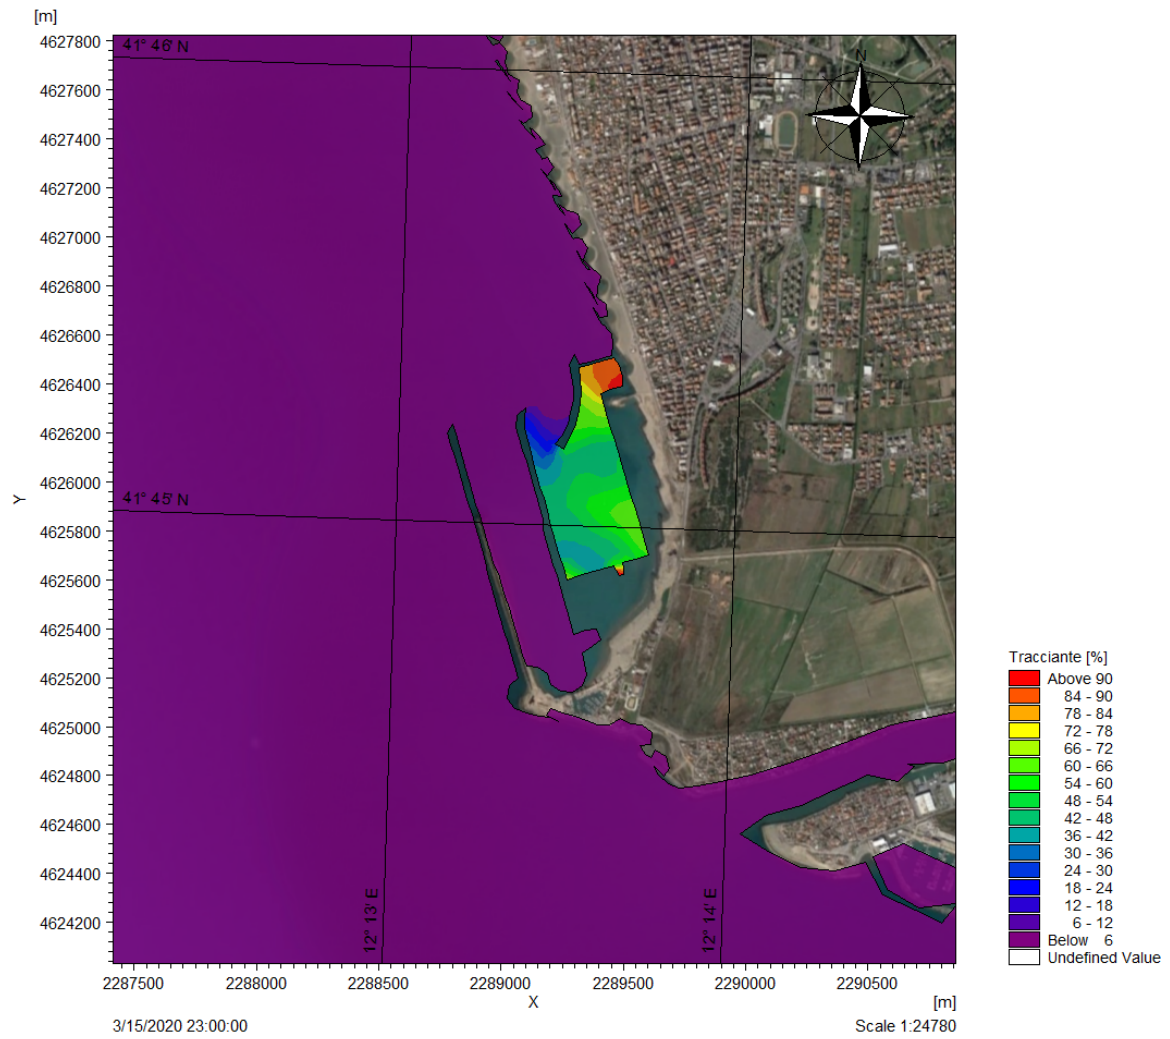 [m]
4627800
4627600
4627400
4627200
4627000
4626800
4626600
4626400
4626200
4626000
4625800
4625600
4625400
4625200
4625000
4624800
4624600
4624400
4624200
Y
41° 46' N
41° 45' N
12° 13' E
12° 14' E
N
2287500 2288000 2288500 2289000 2289500 2290000 2290500
X
[m]
3/15/2020 23:00:00
Scale 1:24780
Tracciante [%]
Above 90
84 - 90
78 - 84
72 - 78
66 - 72
60 - 66
54 - 60
48 - 54
42 - 48
36 - 42
30 - 36
24 - 30
18 - 24
12 - 18
6 - 12
Below 6
Undefined Value